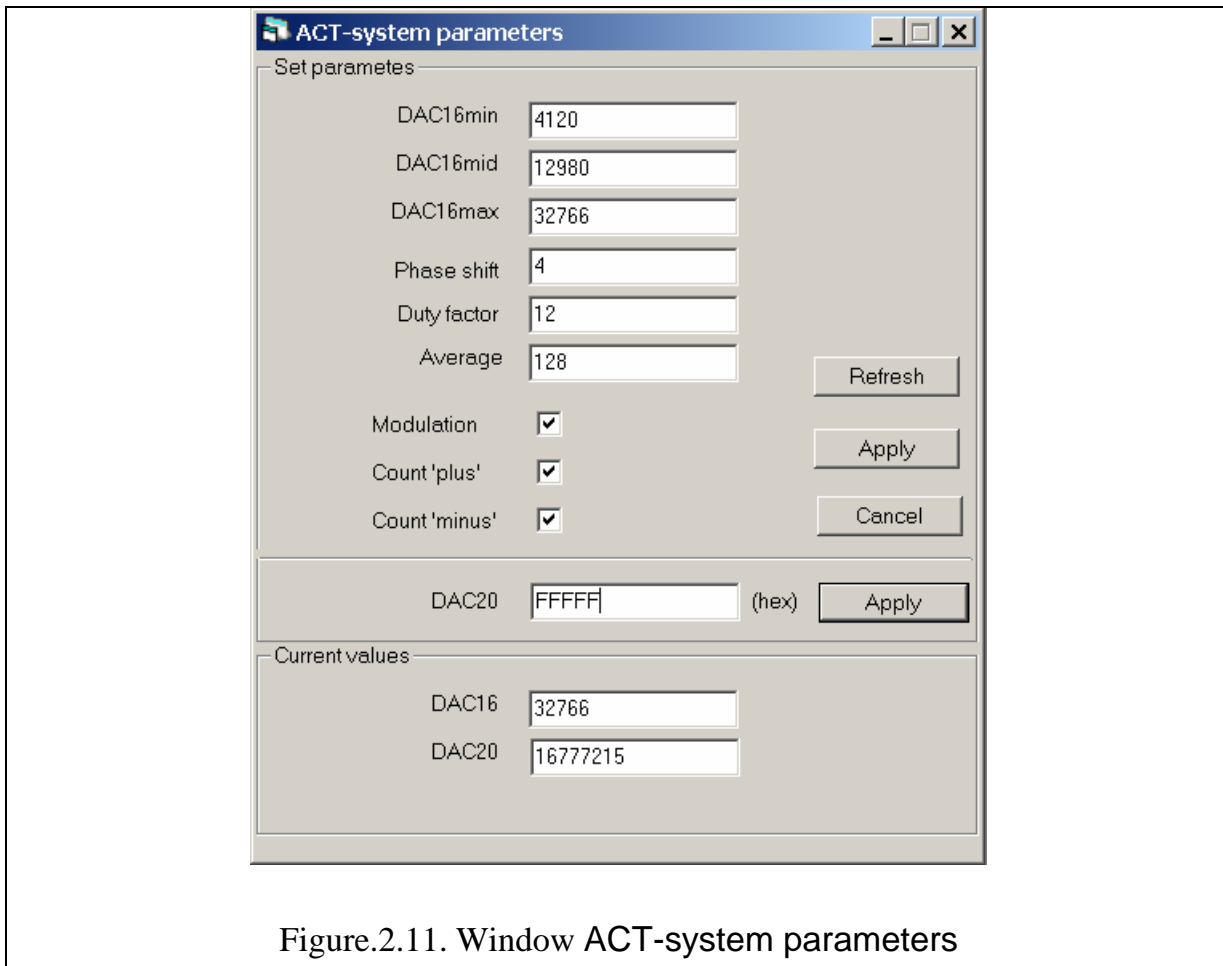 ACT-system parameters
Set parametes
DAC16min 4120
DAC16mid 12980
DAC16max 32766
Phase shift 4
Duty factor 12
Average 128
Refresh
Modulation
Apply
Count 'plus'
Count 'minus'
Cancel
DAC20 FFFFF (hex) Apply
Current values
DAC16 32766
DAC20 16777215
Figure.2.11. Window ACT-system parameters